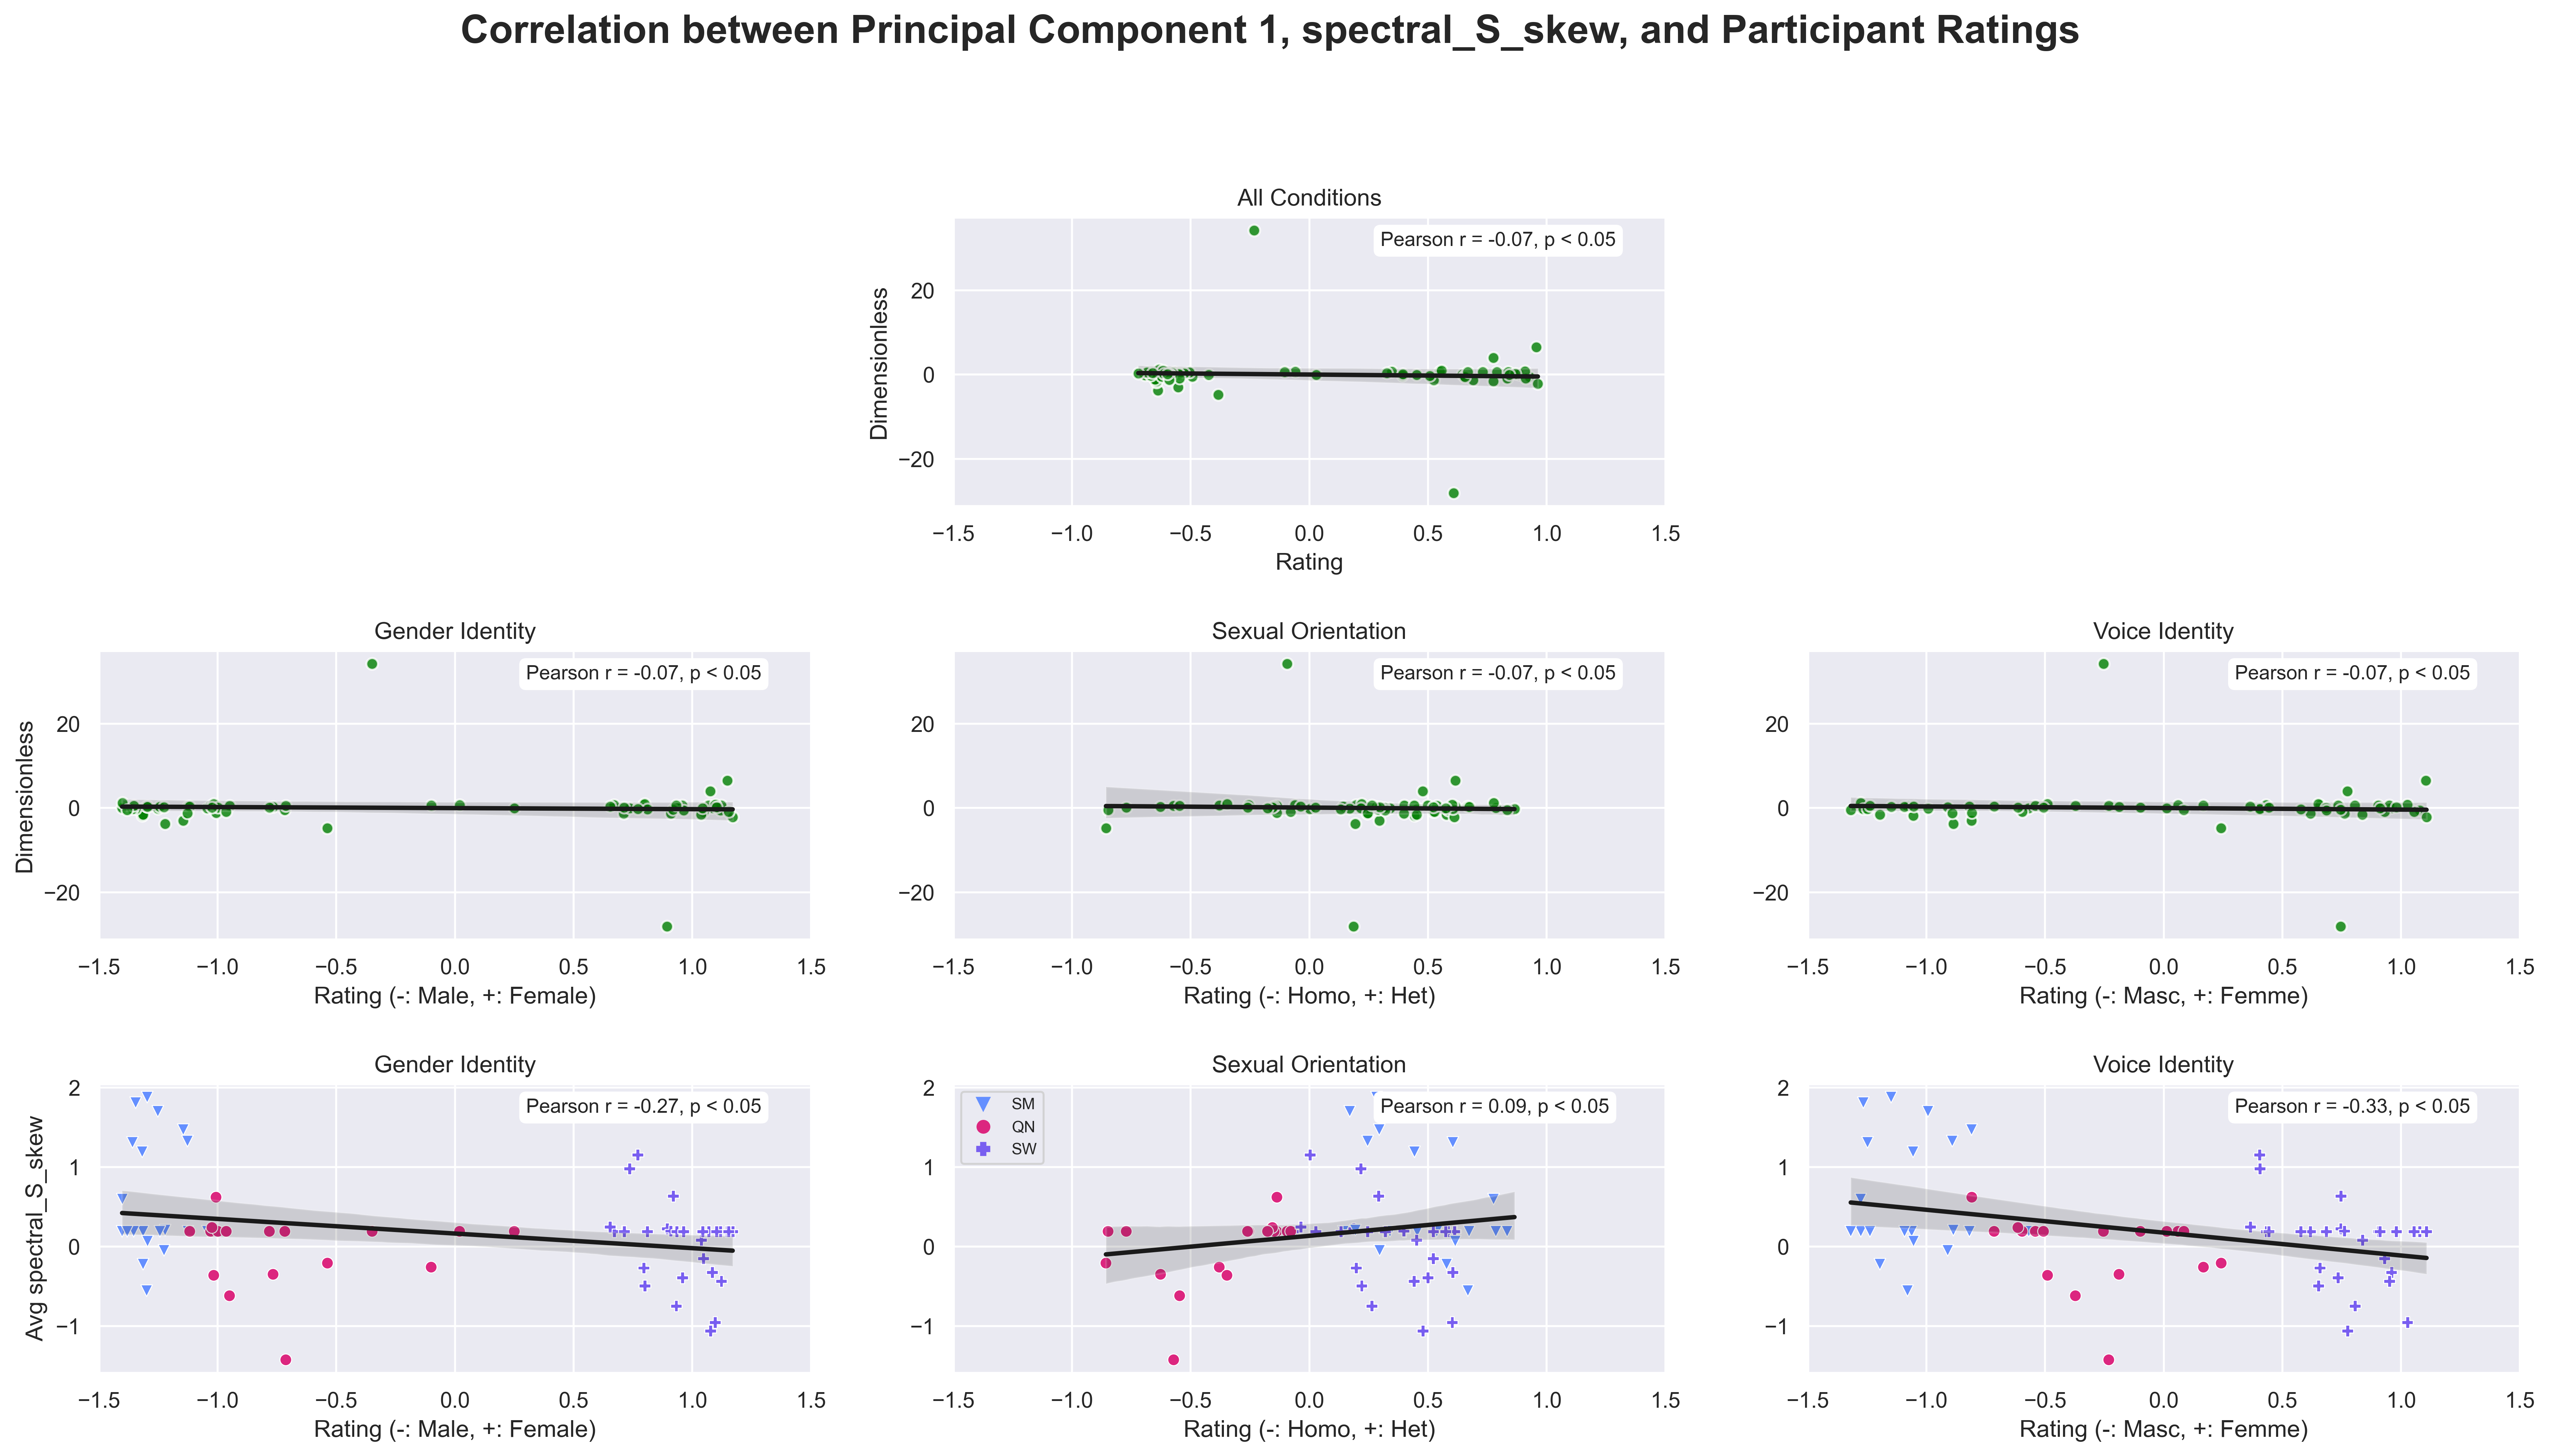 Correlation between Principal Component 1, spectral_S_skew, and Participant Ratings
All Conditions
Pearson r = -0.07, p < 0.05
Dimensionless
20
0
−20
−1.5 −1.0 −0.5 0.0 0.5 1.0 1.5
Rating
Gender Identity
Pearson r = -0.07, p < 0.05
Dimensionless
20
0
−20
−1.5 −1.0 −0.5 0.0 0.5 1.0 1.5
Rating (-: Male, +: Female)
Sexual Orientation
Pearson r = -0.07, p < 0.05
20
0
−20
−1.5 −1.0 −0.5 0.0 0.5 1.0 1.5
Rating (-: Homo, +: Het)
Voice Identity
Pearson r = -0.07, p < 0.05
20
0
−20
−1.5 −1.0 −0.5 0.0 0.5 1.0 1.5
Rating (-: Masc, +: Femme)
Gender Identity
Pearson r = -0.27, p < 0.05
Avg spectral_S_skew
2
1
0
−1
−1.5 −1.0 −0.5 0.0 0.5 1.0 1.5
Rating (-: Male, +: Female)
Sexual Orientation
SM
QN
SW
Pearson r = 0.09, p < 0.05
2
1
0
−1
−1.5 −1.0 −0.5 0.0 0.5 1.0 1.5
Rating (-: Homo, +: Het)
Voice Identity
Pearson r = -0.33, p < 0.05
2
1
0
−1
−1.5 −1.0 −0.5 0.0 0.5 1.0 1.5
Rating (-: Masc, +: Femme)